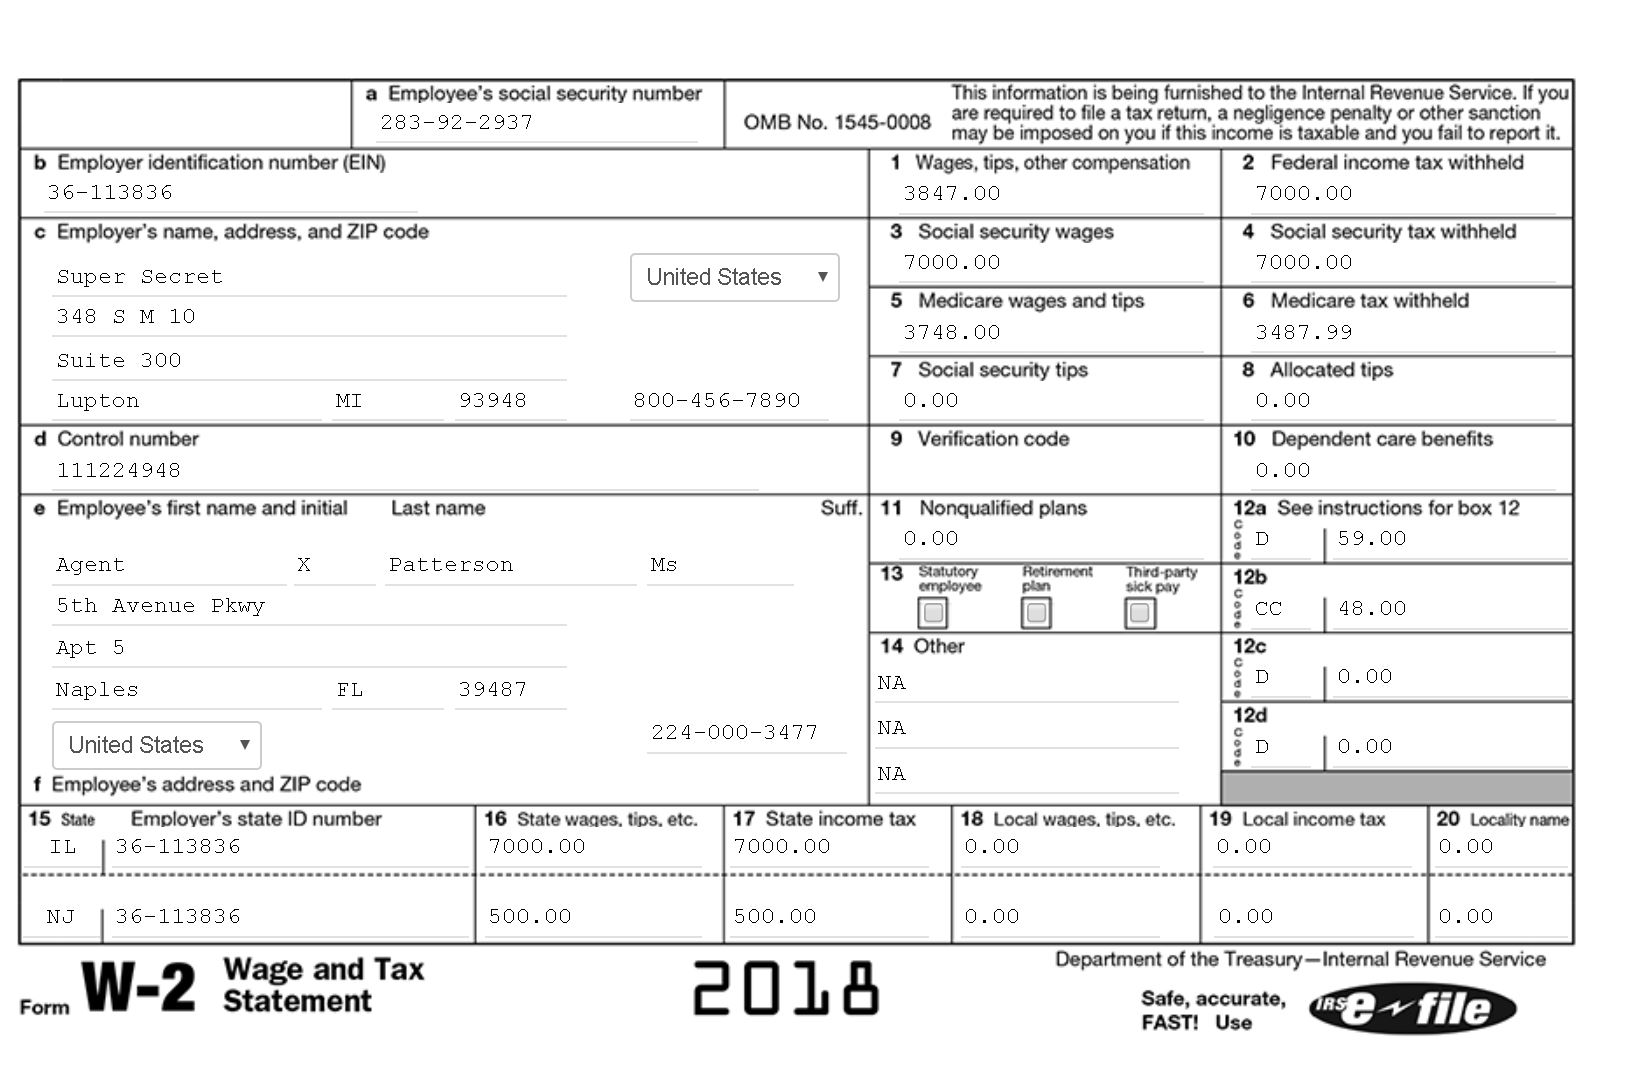 a Employee's social security number
283-92-2937
OMB No. 1545-0008
This information is being furnished to the Internal Revenue Service. If you
are required to file a tax return, a negligence penalty or other sanction
may be imposed on you if this income is taxable and you fail to report it.
b Employer identification number (EIN)
36-113836
1 Wages, tips, other compensation
3847.00
2 Federal income tax withheld
7000.00
c Employer's name, address, and ZIP code
Super Secret
United States
348 S M 10
Suite 300
Lupton MI 93948 800-456-7890
3 Social security wages
7000.00
4 Social security tax withheld
7000.00
5 Medicare wages and tips
3748.00
6 Medicare tax withheld
3487.99
7 Social security tips
0.00
8 Allocated tips
0.00
d Control number
111224948
9 Verification code
10 Dependent care benefits
0.00
e Employee's first name and initial Last name Suff.
Agent X Patterson Ms
5th Avenue Pkwy
Apt 5
Naples FL 39487
United States
224-000-3477
f Employee's address and ZIP code
11 Nonqualified plans
0.00
12a See instructions for box 12
Code D 59.00
13 Statutory employee Retirement plan Third-party sick pay
12b
Code CC 48.00
14 Other
NA
NA
NA
12c
Code D 0.00
12d
Code D 0.00
15 State Employer's state ID number 16 State wages, tips, etc. 17 State income tax 18 Local wages, tips, etc. 19 Local income tax 20 Locality name
IL 36-113836 7000.00 7000.00 0.00 0.00 0.00
NJ 36-113836 500.00 500.00 0.00 0.00 0.00
Form W-2 Wage and Tax
Statement
2018
Department of the Treasury—Internal Revenue Service
Safe, accurate,
FAST! Use
IRS e-file